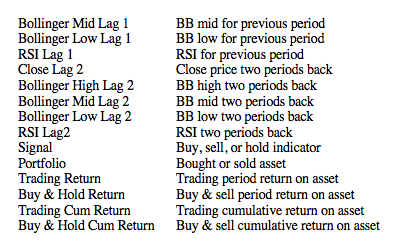 Bollinger Mid Lag 1 BB mid for previous period
Bollinger Low Lag 1 BB low for previous period
RSI Lag 1 RSI for previous period
Close Lag 2 Close price two periods back
Bollinger High Lag 2 BB high two periods back
Bollinger Mid Lag 2 BB mid two periods back
Bollinger Low Lag 2 BB low two periods back
RSI Lag2 RSI two periods back
Signal Buy, sell, or hold indicator
Portfolio Bought or sold asset
Trading Return Trading period return on asset
Buy & Hold Return Buy & sell period return on asset
Trading Cum Return Trading cumulative return on asset
Buy & Hold Cum Return Buy & sell cumulative return on asset